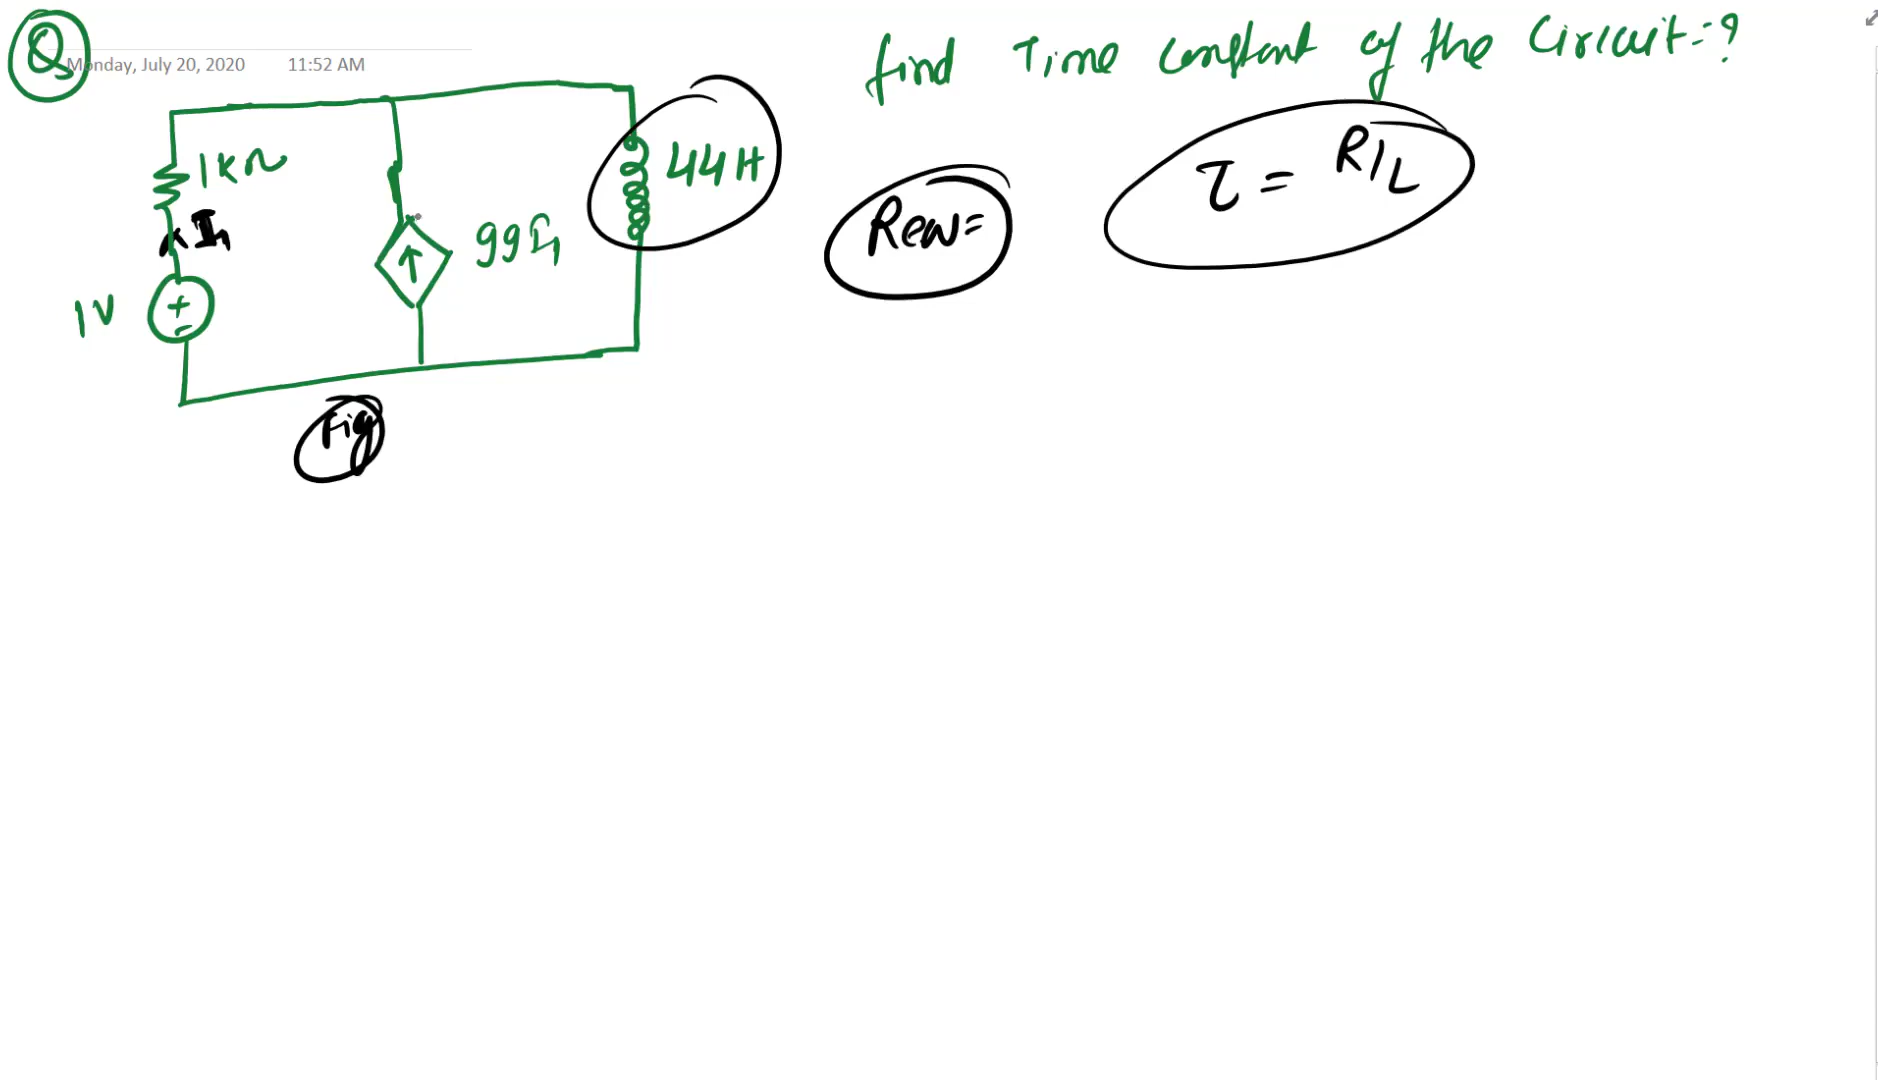 Q
Monday, July 20, 2020 11:52 AM
find Time constant of the Circuit=?
1KΩ
I1
1V
+
-
99I1
44H
Req=
τ = R/L
Fig